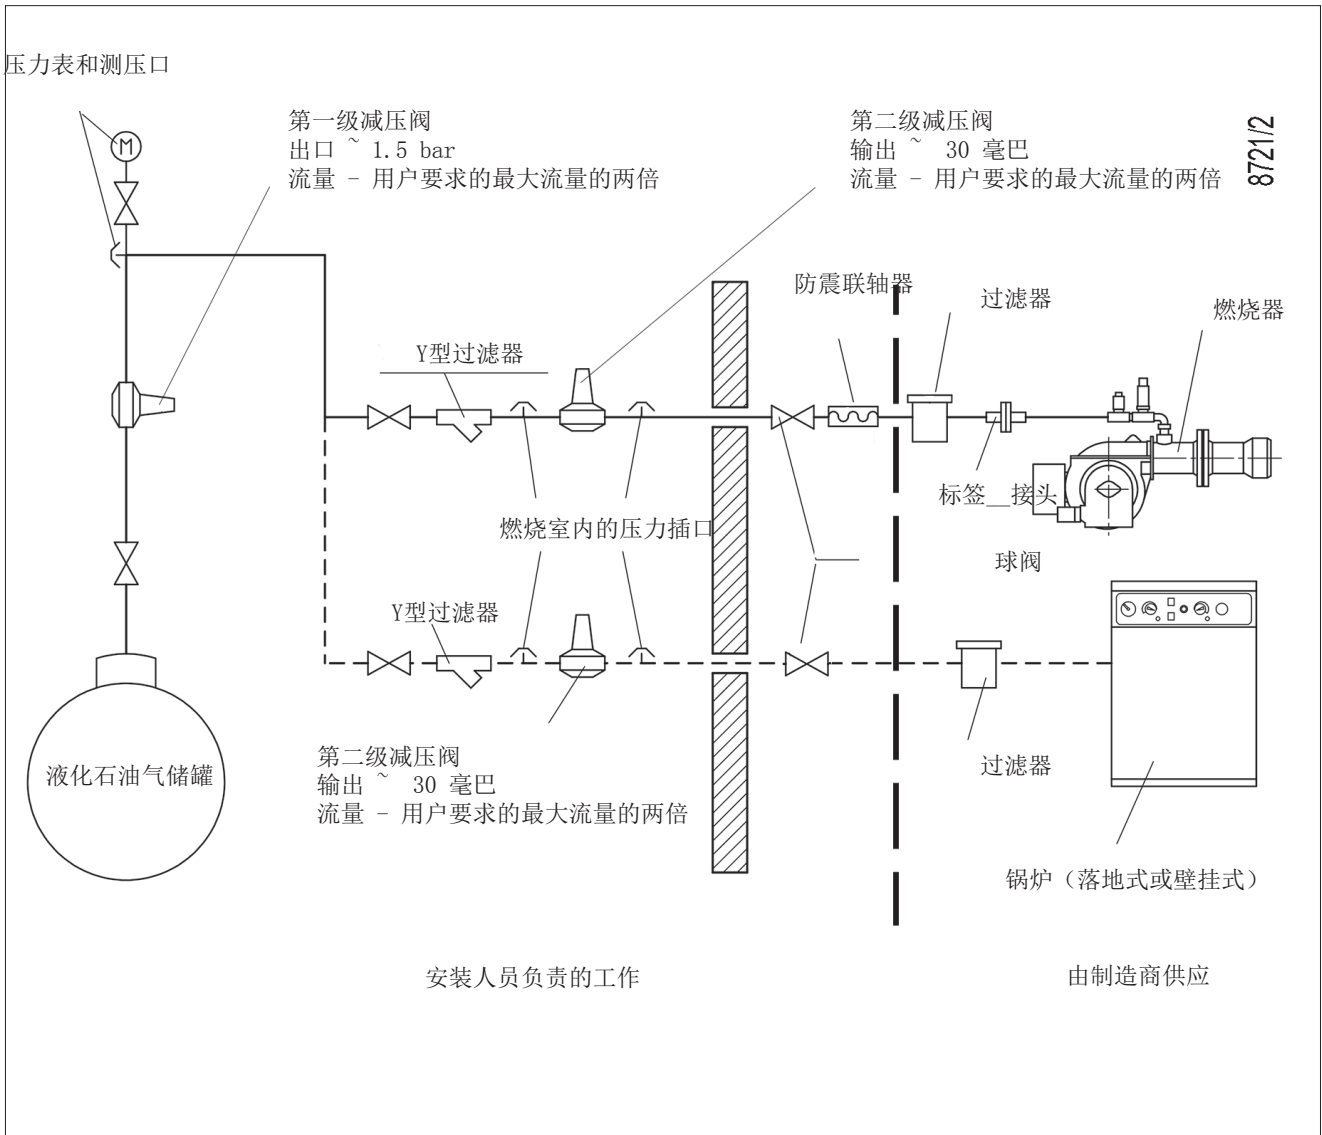 压力表和测压口
M
第一级减压阀
出口 ~ 1.5 bar
流量 - 用户要求的最大流量的两倍
第二级减压阀
输出 ~ 30 毫巴
流量 - 用户要求的最大流量的两倍
8721/2
防震联轴器
过滤器
燃烧器
Y型过滤器
标签__接头
燃烧室内的压力插口
球阀
Y型过滤器
第二级减压阀
输出 ~ 30 毫巴
流量 - 用户要求的最大流量的两倍
液化石油气储罐
过滤器
锅炉（落地式或壁挂式）
安装人员负责的工作
由制造商供应